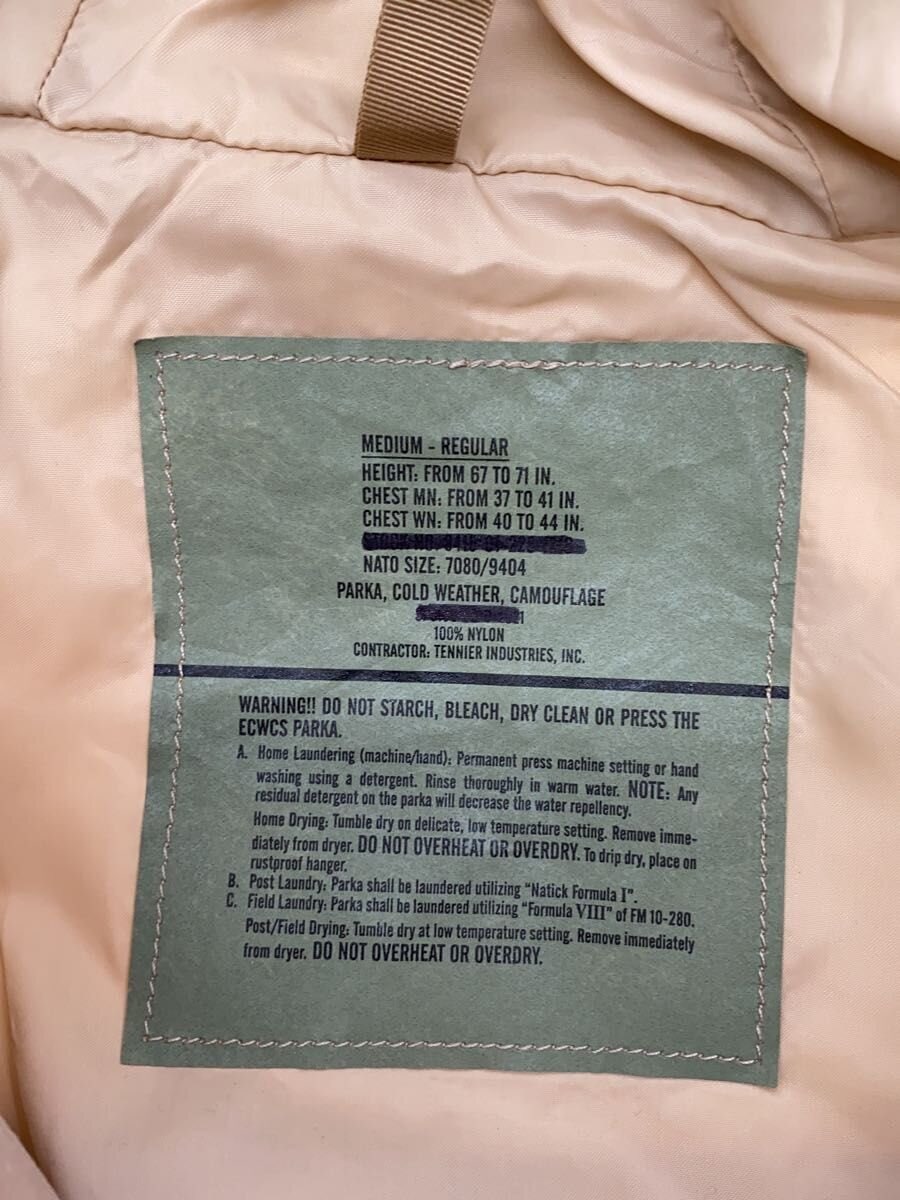 MEDIUM - REGULAR
HEIGHT: FROM 67 TO 71 IN.
CHEST MN: FROM 37 TO 41 IN.
CHEST WN: FROM 40 TO 44 IN.
NATO SIZE: 7080/9404
PARKA, COLD WEATHER, CAMOUFLAGE
100% NYLON
CONTRACTOR: TENNIER INDUSTRIES, INC.
WARNING!! DO NOT STARCH, BLEACH, DRY CLEAN OR PRESS THE
ECWCS PARKA.
A. Home Laundering (machine/hand): Permanent press machine setting or hand
washing using a detergent. Rinse thoroughly in warm water. NOTE: Any
residual detergent on the parka will decrease the water repellency.
Home Drying: Tumble dry on delicate, low temperature setting. Remove imme-
diately from dryer. DO NOT OVERHEAT OR OVERDRY. To drip dry, place on
rustproof hanger.
B. Post Laundry: Parka shall be laundered utilizing "Natick Formula I".
C. Field Laundry: Parka shall be laundered utilizing "Formula VIII" of FM 10-280.
Post/Field Drying: Tumble dry at low temperature setting. Remove immediately
from dryer. DO NOT OVERHEAT OR OVERDRY.